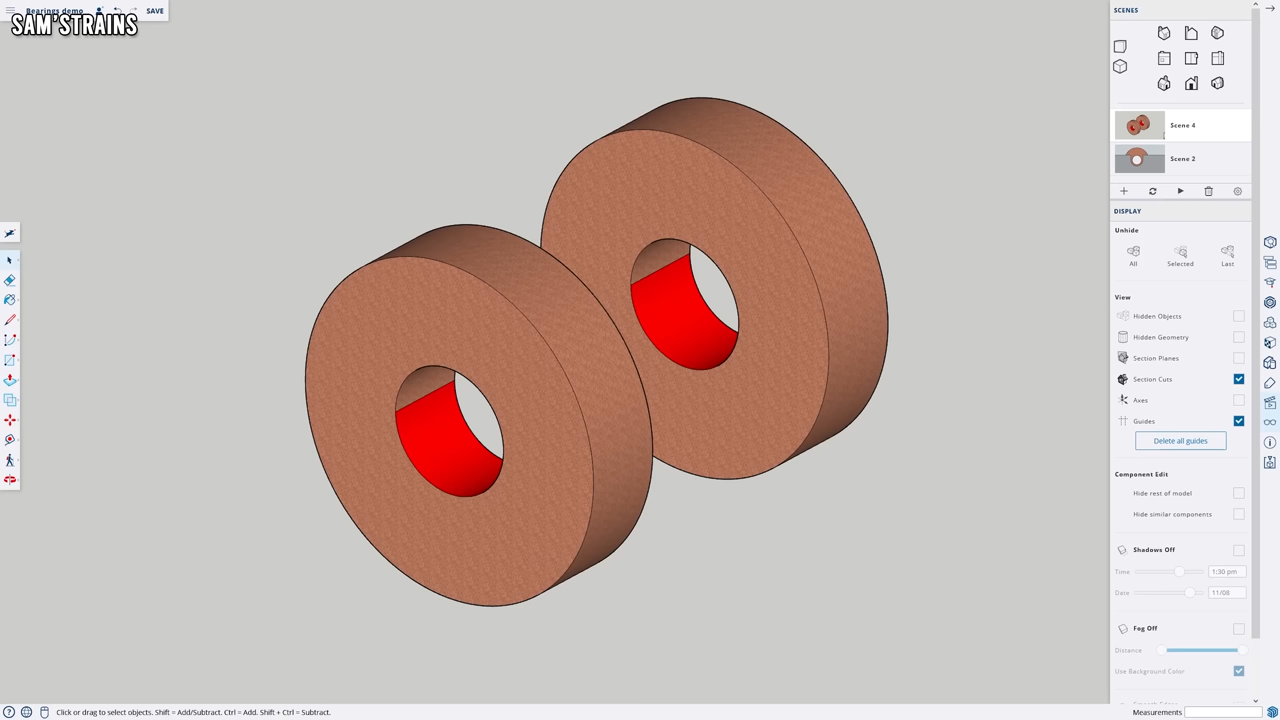 Bearings demo
SAVE
SAM'STRAINS
SCENES
Scene 4
Scene 2
DISPLAY
Unhide
All Selected Last
View
Hidden Objects
Hidden Geometry
Section Planes
Section Cuts
Axes
Guides
Delete all guides
Component Edit
Hide rest of model
Hide similar components
Shadows Off
Time 1:30 pm
Date 11/08
Fog Off
Distance
Use Background Color
Click or drag to select objects. Shift = Add/Subtract. Ctrl = Add. Shift + Ctrl = Subtract.
Measurements